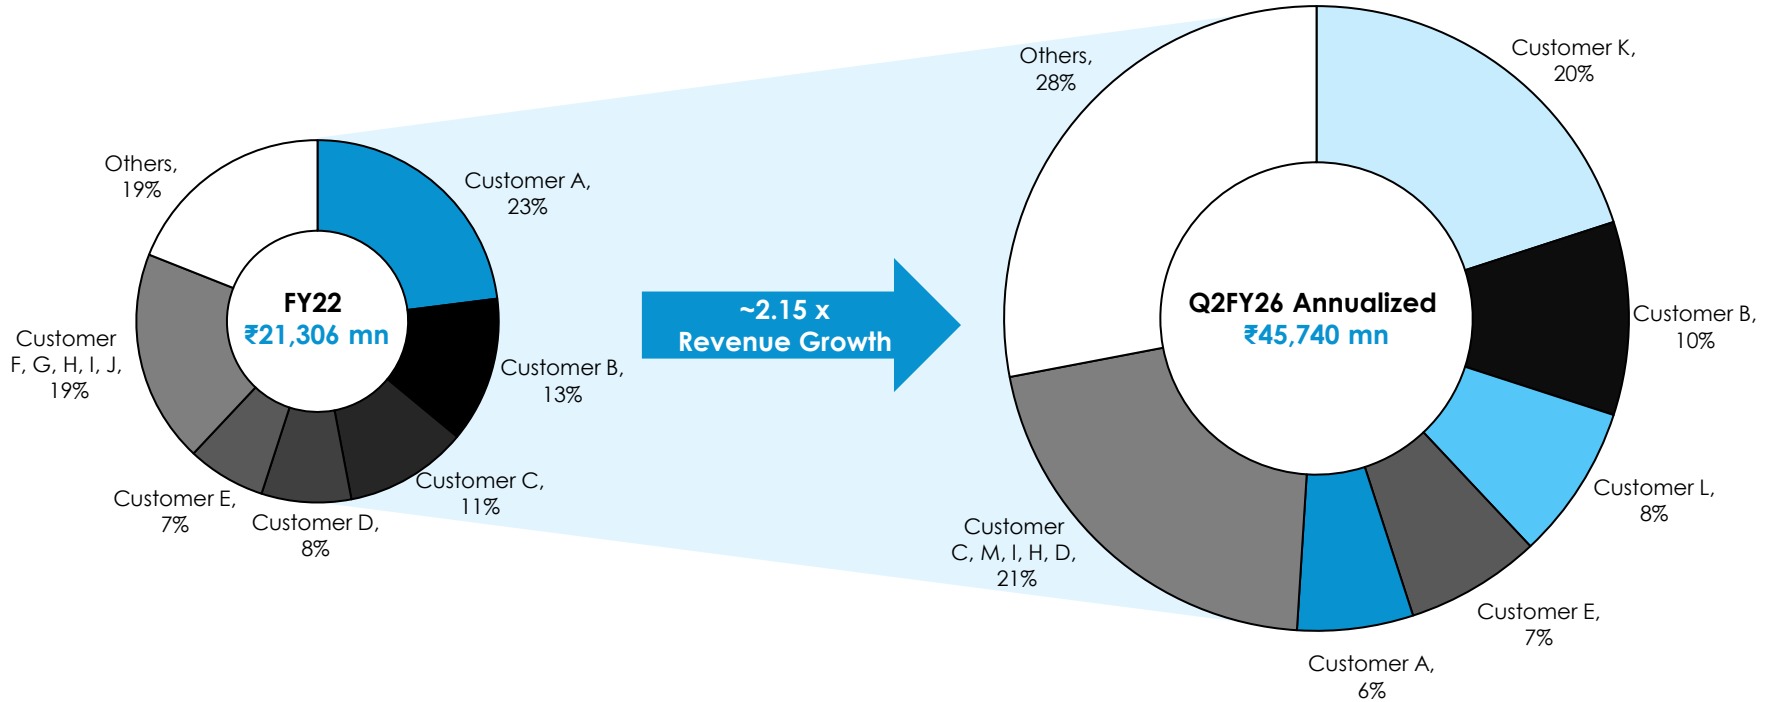 Others,
19%
Customer A,
23%
Customer B,
13%
Customer C,
11%
Customer D,
8%
Customer E,
7%
Customer
F, G, H, I, J,
19%
FY22
₹21,306 mn
~2.15 x
Revenue Growth
Others,
28%
Customer K,
20%
Customer B,
10%
Customer L,
8%
Customer E,
7%
Customer A,
6%
Customer
C, M, I, H, D,
21%
Q2FY26 Annualized
₹45,740 mn